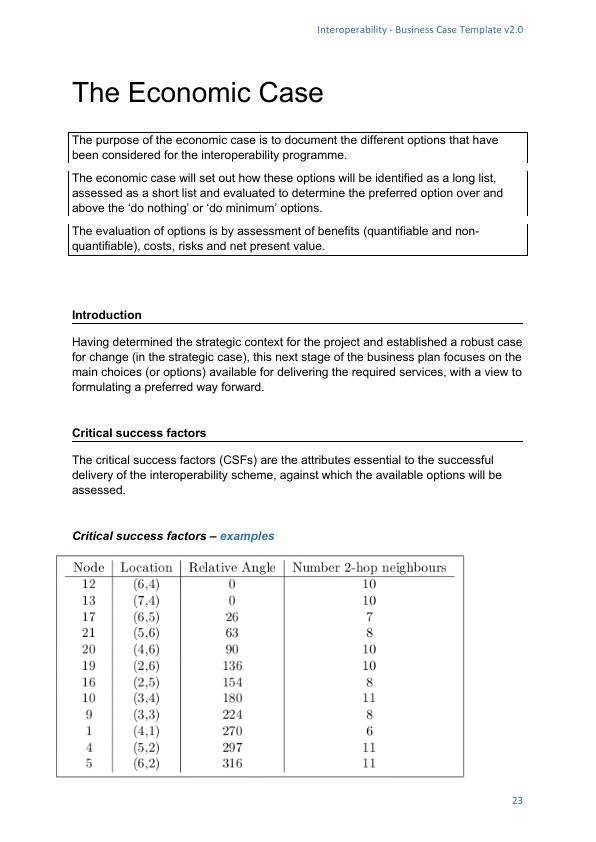 Interoperability - Business Case Template v2.0
The Economic Case
The purpose of the economic case is to document the different options that have
been considered for the interoperability programme.
The economic case will set out how these options will be identified as a long list,
assessed as a short list and evaluated to determine the preferred option over and
above the ‘do nothing’ or ‘do minimum’ options.
The evaluation of options is by assessment of benefits (quantifiable and non-
quantifiable), costs, risks and net present value.
Introduction
Having determined the strategic context for the project and established a robust case
for change (in the strategic case), this next stage of the business plan focuses on the
main choices (or options) available for delivering the required services, with a view to
formulating a preferred way forward.
Critical success factors
The critical success factors (CSFs) are the attributes essential to the successful
delivery of the interoperability scheme, against which the available options will be
assessed.
Critical success factors – examples
Node Location Relative Angle Number 2-hop neighbours
12 (6,4) 0 10
13 (7,4) 0 10
17 (6,5) 26 7
21 (5,6) 63 8
20 (4,6) 90 10
19 (2,6) 136 10
16 (2,5) 154 8
10 (3,4) 180 11
9 (3,3) 224 8
1 (4,1) 270 6
4 (5,2) 297 11
5 (6,2) 316 11
23